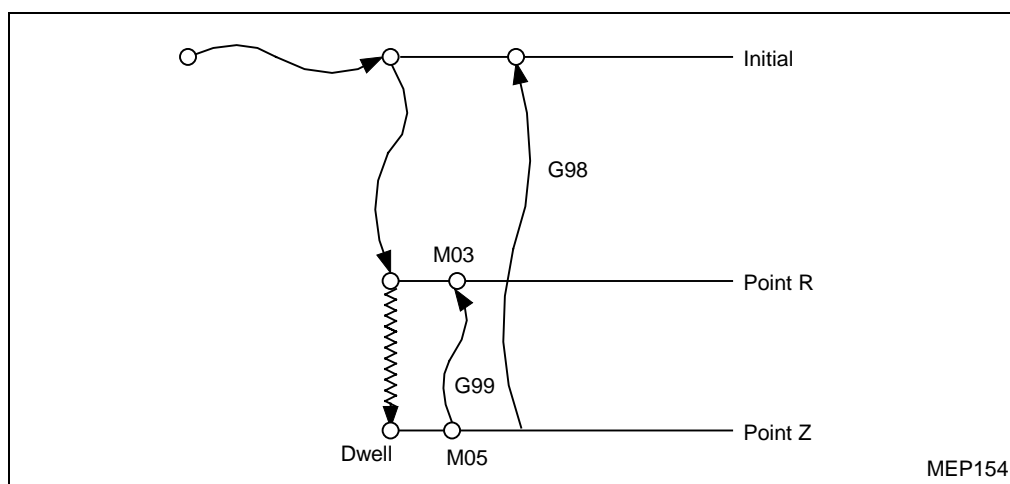 Initial
G98
M03
Point R
G99
Point Z
Dwell
M05
MEP154